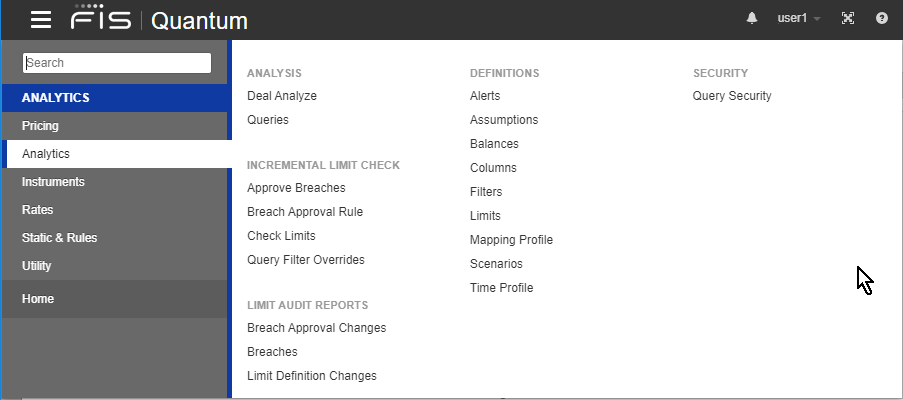 FIS Quantum
user1
Search
ANALYTICS
Pricing
Analytics
Instruments
Rates
Static & Rules
Utility
Home
ANALYSIS
Deal Analyze
Queries
INCREMENTAL LIMIT CHECK
Approve Breaches
Breach Approval Rule
Check Limits
Query Filter Overrides
LIMIT AUDIT REPORTS
Breach Approval Changes
Breaches
Limit Definition Changes
DEFINITIONS
Alerts
Assumptions
Balances
Columns
Filters
Limits
Mapping Profile
Scenarios
Time Profile
SECURITY
Query Security